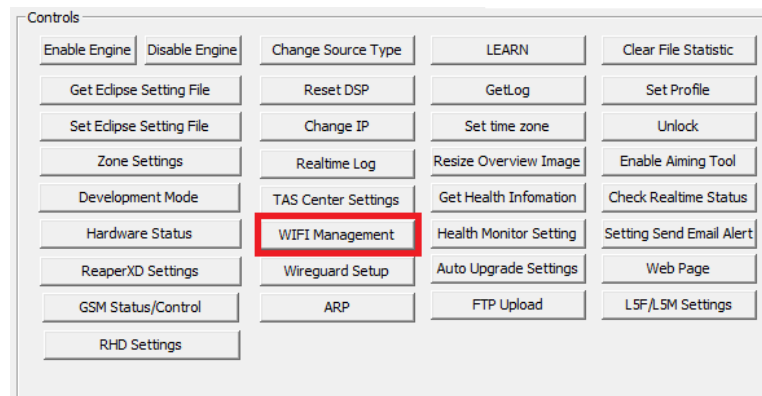 Controls
Enable Engine Disable Engine Change Source Type LEARN Clear File Statistic
Get Eclipse Setting File Reset DSP GetLog Set Profile
Set Eclipse Setting File Change IP Set time zone Unlock
Zone Settings Realtime Log Resize Overview Image Enable Aiming Tool
Development Mode TAS Center Settings Get Health Infomation Check Realtime Status
Hardware Status WIFI Management Health Monitor Setting Setting Send Email Alert
ReaperXD Settings Wireguard Setup Auto Upgrade Settings Web Page
GSM Status/Control ARP FTP Upload L5F/L5M Settings
RHD Settings